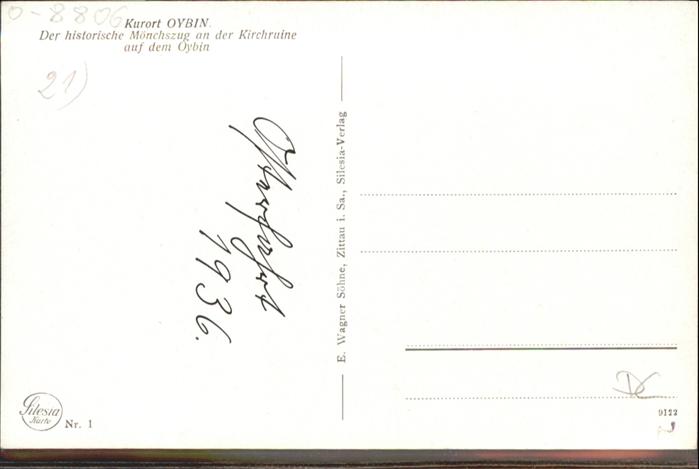 0-8806
Kurort OYBIN.
Der historische Mönchszug an der Kirchruine
auf dem Oybin
21)
1936.
E. Wagner Söhne, Zittau i. Sa., Silesia-Verlag
Silesia
Karte
Nr. 1
9122